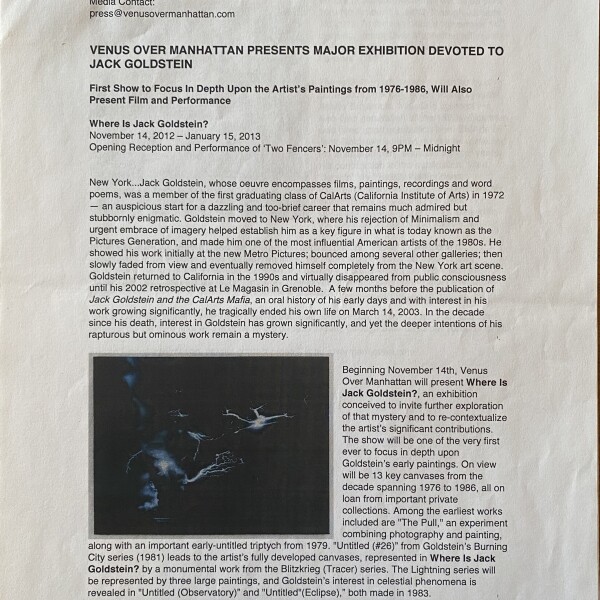 Media Contact:
press@venusovermanhattan.com
VENUS OVER MANHATTAN PRESENTS MAJOR EXHIBITION DEVOTED TO
JACK GOLDSTEIN
First Show to Focus In Depth Upon the Artist's Paintings from 1976-1986, Will Also
Present Film and Performance
Where Is Jack Goldstein?
November 14, 2012 – January 15, 2013
Opening Reception and Performance of 'Two Fencers': November 14, 9PM – Midnight
New York...Jack Goldstein, whose oeuvre encompasses films, paintings, recordings and word
poems, was a member of the first graduating class of CalArts (California Institute of Arts) in 1972
— an auspicious start for a dazzling and too-brief career that remains much admired but
stubbornly enigmatic. Goldstein moved to New York, where his rejection of Minimalism and
urgent embrace of imagery helped establish him as a key figure in what is today known as the
Pictures Generation, and made him one of the most influential American artists of the 1980s. He
showed his work initially at the new Metro Pictures; bounced among several other galleries; then
slowly faded from view and eventually removed himself completely from the New York art scene.
Goldstein returned to California in the 1990s and virtually disappeared from public consciousness
until his 2002 retrospective at Le Magasin in Grenoble. A few months before the publication of
Jack Goldstein and the CalArts Mafia, an oral history of his early days and with interest in his
work growing significantly, he tragically ended his own life on March 14, 2003. In the decade
since his death, interest in Goldstein has grown significantly, and yet the deeper intentions of his
rapturous but ominous work remain a mystery.
Beginning November 14th, Venus
Over Manhattan will present Where Is
Jack Goldstein?, an exhibition
conceived to invite further exploration
of that mystery and to re-contextualize
the artist's significant contributions.
The show will be one of the very first
ever to focus in depth upon
Goldstein's early paintings. On view
will be 13 key canvases from the
decade spanning 1976 to 1986, all on
loan from important private
collections. Among the earliest works
included are "The Pull," an experiment
combining photography and painting,
along with an important early-untitled triptych from 1979. "Untitled (#26)" from Goldstein's Burning
City series (1981) leads to the artist's fully developed canvases, represented in Where Is Jack
Goldstein? by a monumental work from the Blitzkrieg (Tracer) series. The Lightning series will
be represented by three large paintings, and Goldstein's interest in celestial phenomena is
revealed in "Untitled (Observatory)" and "Untitled"(Eclipse)," both made in 1983.